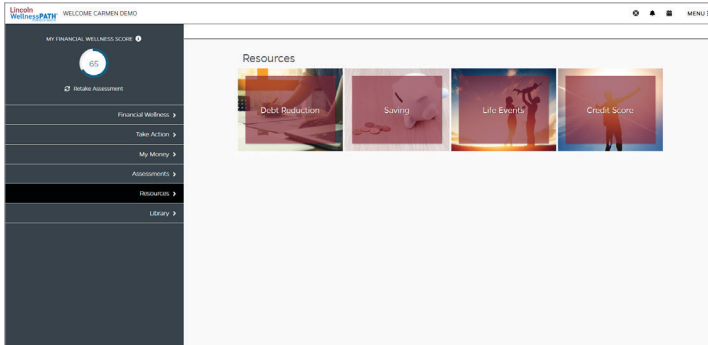 Lincoln
WellnessPATH
WELCOME CARMEN DEMO
MENU
MY FINANCIAL WELLNESS SCORE
65
Retake Assessment
Financial Wellness
Take Action
My Money
Assessments
Resources
Library
Resources
Debt Reduction
Saving
Life Events
Credit Score